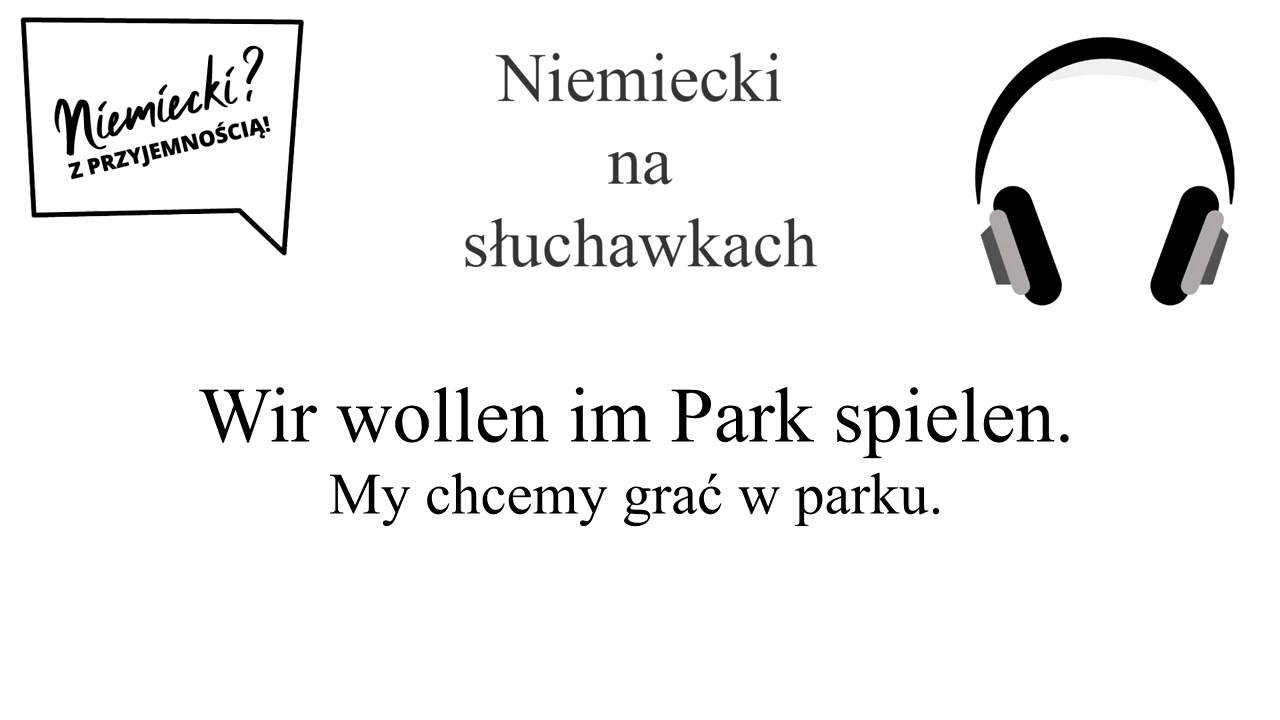 Niemiecki?
Z PRZYJEMNOŚCIĄ!
Niemiecki
na
słuchawkach
Wir wollen im Park spielen.
My chcemy grać w parku.